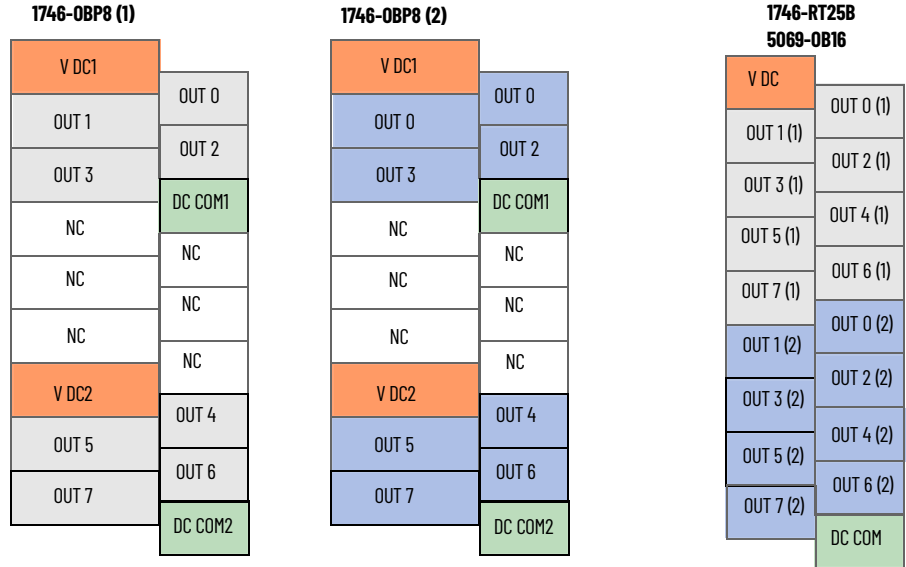 1746-OBP8 (1)
V DC1
OUT 0
OUT 1
OUT 2
OUT 3
DC COM1
NC
NC
NC
NC
NC
NC
V DC2
OUT 4
OUT 5
OUT 6
OUT 7
DC COM2
1746-OBP8 (2)
V DC1
OUT 0
OUT 0
OUT 2
OUT 3
DC COM1
NC
NC
NC
NC
NC
NC
V DC2
OUT 4
OUT 5
OUT 6
OUT 7
DC COM2
1746-RT25B
5069-OB16
V DC
OUT 0 (1)
OUT 1 (1)
OUT 2 (1)
OUT 3 (1)
OUT 4 (1)
OUT 5 (1)
OUT 6 (1)
OUT 7 (1)
OUT 0 (2)
OUT 1 (2)
OUT 2 (2)
OUT 3 (2)
OUT 4 (2)
OUT 5 (2)
OUT 6 (2)
OUT 7 (2)
DC COM